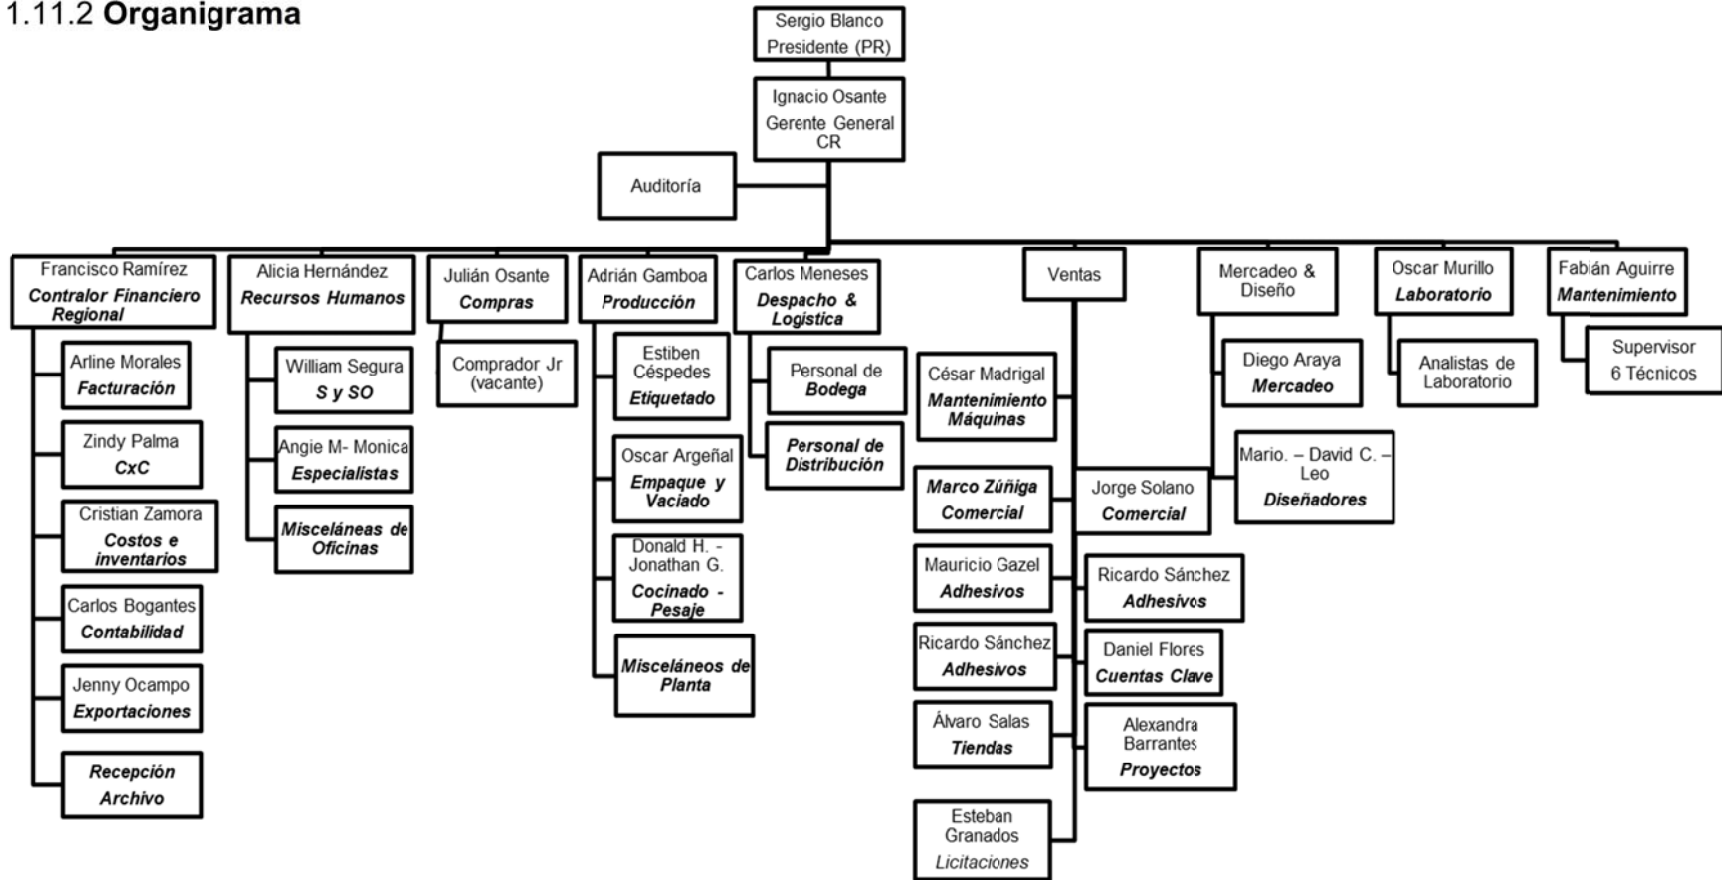 1.11.2 Organigrama
Sergio Blanco
Presidente (PR)
Ignacio Osante
Gerente General
CR
Auditoría
Francisco Ramírez
Contralor Financiero
Regional
Arline Morales
Facturación
Zindy Palma
CxC
Cristian Zamora
Costos e
inventarios
Carlos Bogantes
Contabilidad
Jenny Ocampo
Exportaciones
Recepción
Archivo
Alicia Hernández
Recursos Humanos
William Segura
S y SO
Angie M- Monica
Especialistas
Misceláneas de
Oficinas
Julián Osante
Compras
Comprador Jr
(vacante)
Adrián Gamboa
Producción
Estiben
Céspedes
Etiquetado
Oscar Argeñal
Empaque y
Vaciado
Donald H. -
Jonathan G.
Cocinado -
Pesaje
Misceláneos de
Planta
Carlos Meneses
Despacho &
Logística
Personal de
Bodega
Personal de
Distribución
Ventas
César Madrigal
Mantenimiento
Máquinas
Marco Zúñiga
Comercial
Jorge Solano
Comercial
Mauricio Gazel
Adhesivos
Ricardo Sánchez
Adhesivos
Ricardo Sánchez
Adhesivos
Daniel Flores
Cuentas Clave
Álvaro Salas
Tiendas
Alexandra
Barrantes
Proyectos
Esteban
Granados
Licitaciones
Mercadeo &
Diseño
Diego Araya
Mercadeo
Mario. – David C. –
Leo
Diseñadores
Oscar Murillo
Laboratorio
Analistas de
Laboratorio
Fabián Aguirre
Mantenimiento
Supervisor
6 Técnicos